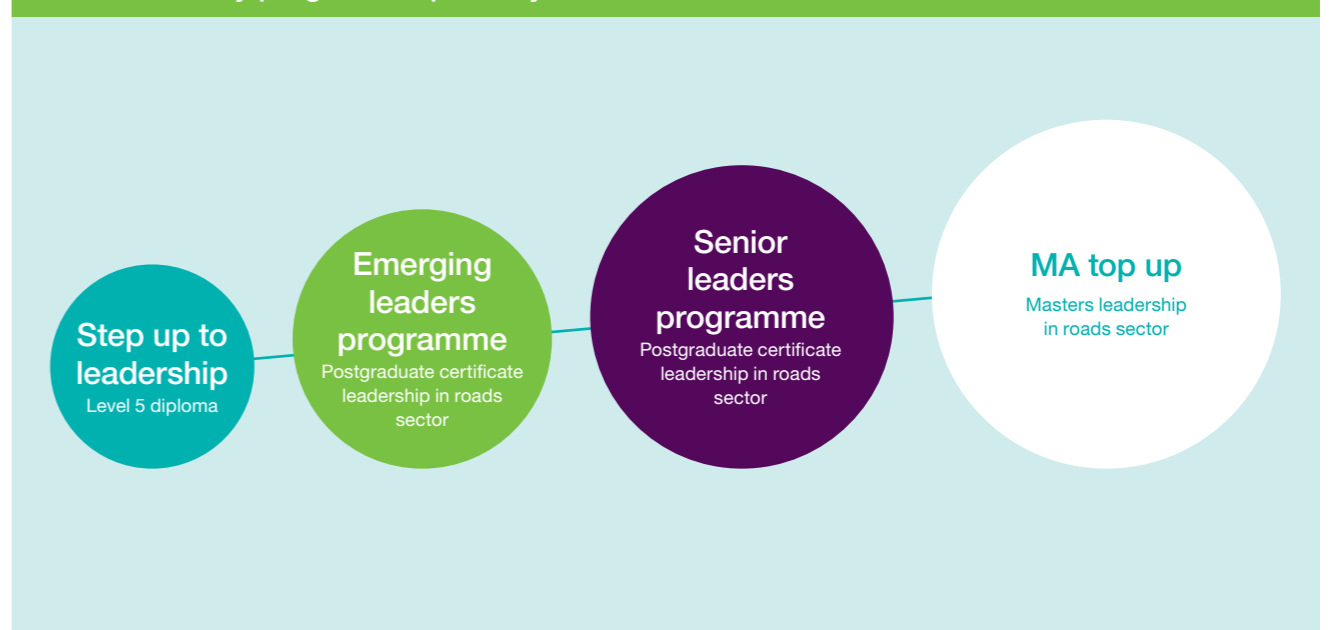 Step up to
leadership
Level 5 diploma
Emerging
leaders
programme
Postgraduate certificate
leadership in roads
sector
Senior
leaders
programme
Postgraduate certificate
leadership in roads
sector
MA top up
Masters leadership
in roads sector